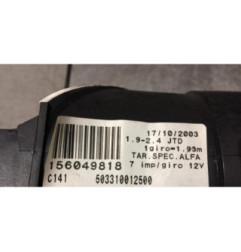 17/10/2003
1.9-2.4 JTD
1giro=1.99m
TAR.SPEC.ALFA
156049818 7 imp/giro 12V
C141 503310012500